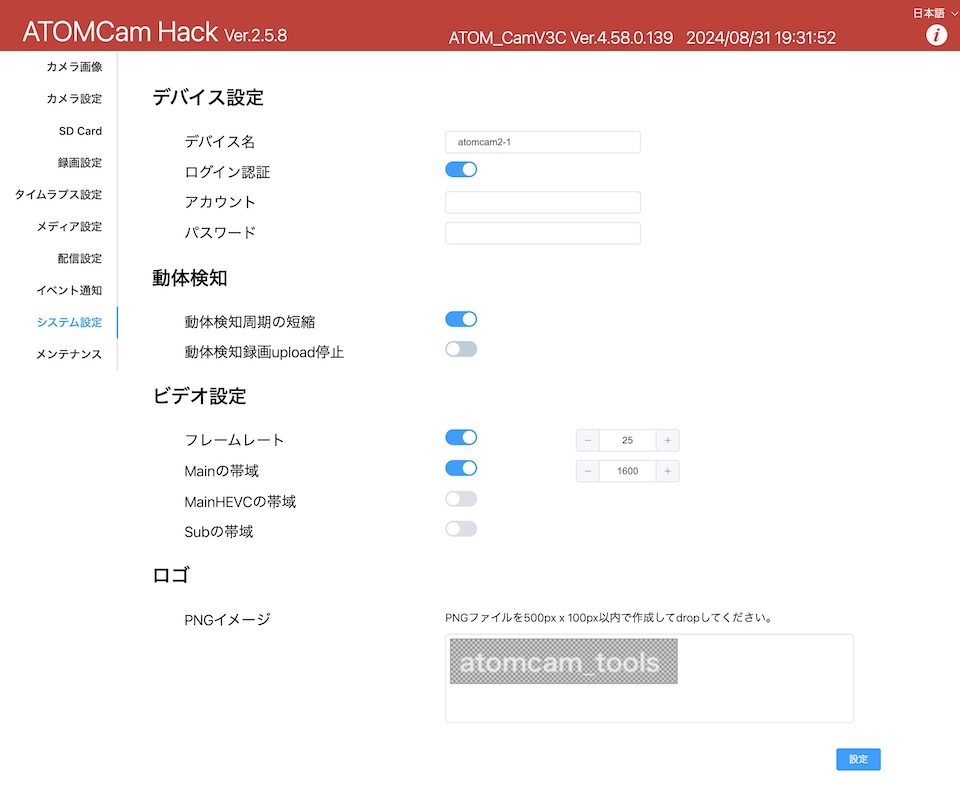 日本語
ATOMCam Hack Ver.2.5.8
ATOM_CamV3C Ver.4.58.0.139 2024/08/31 19:31:52
i
カメラ画像
カメラ設定
SD Card
録画設定
タイムラプス設定
メディア設定
配信設定
イベント通知
システム設定
メンテナンス
デバイス設定
デバイス名 atomcam2-1
ログイン認証
アカウント
パスワード
動体検知
動体検知周期の短縮
動体検知録画upload停止
ビデオ設定
フレームレート − 25 +
Mainの帯域 − 1600 +
MainHEVCの帯域
Subの帯域
ロゴ
PNGイメージ PNGファイルを500px x 100px以内で作成してdropしてください。
atomcam_tools
設定